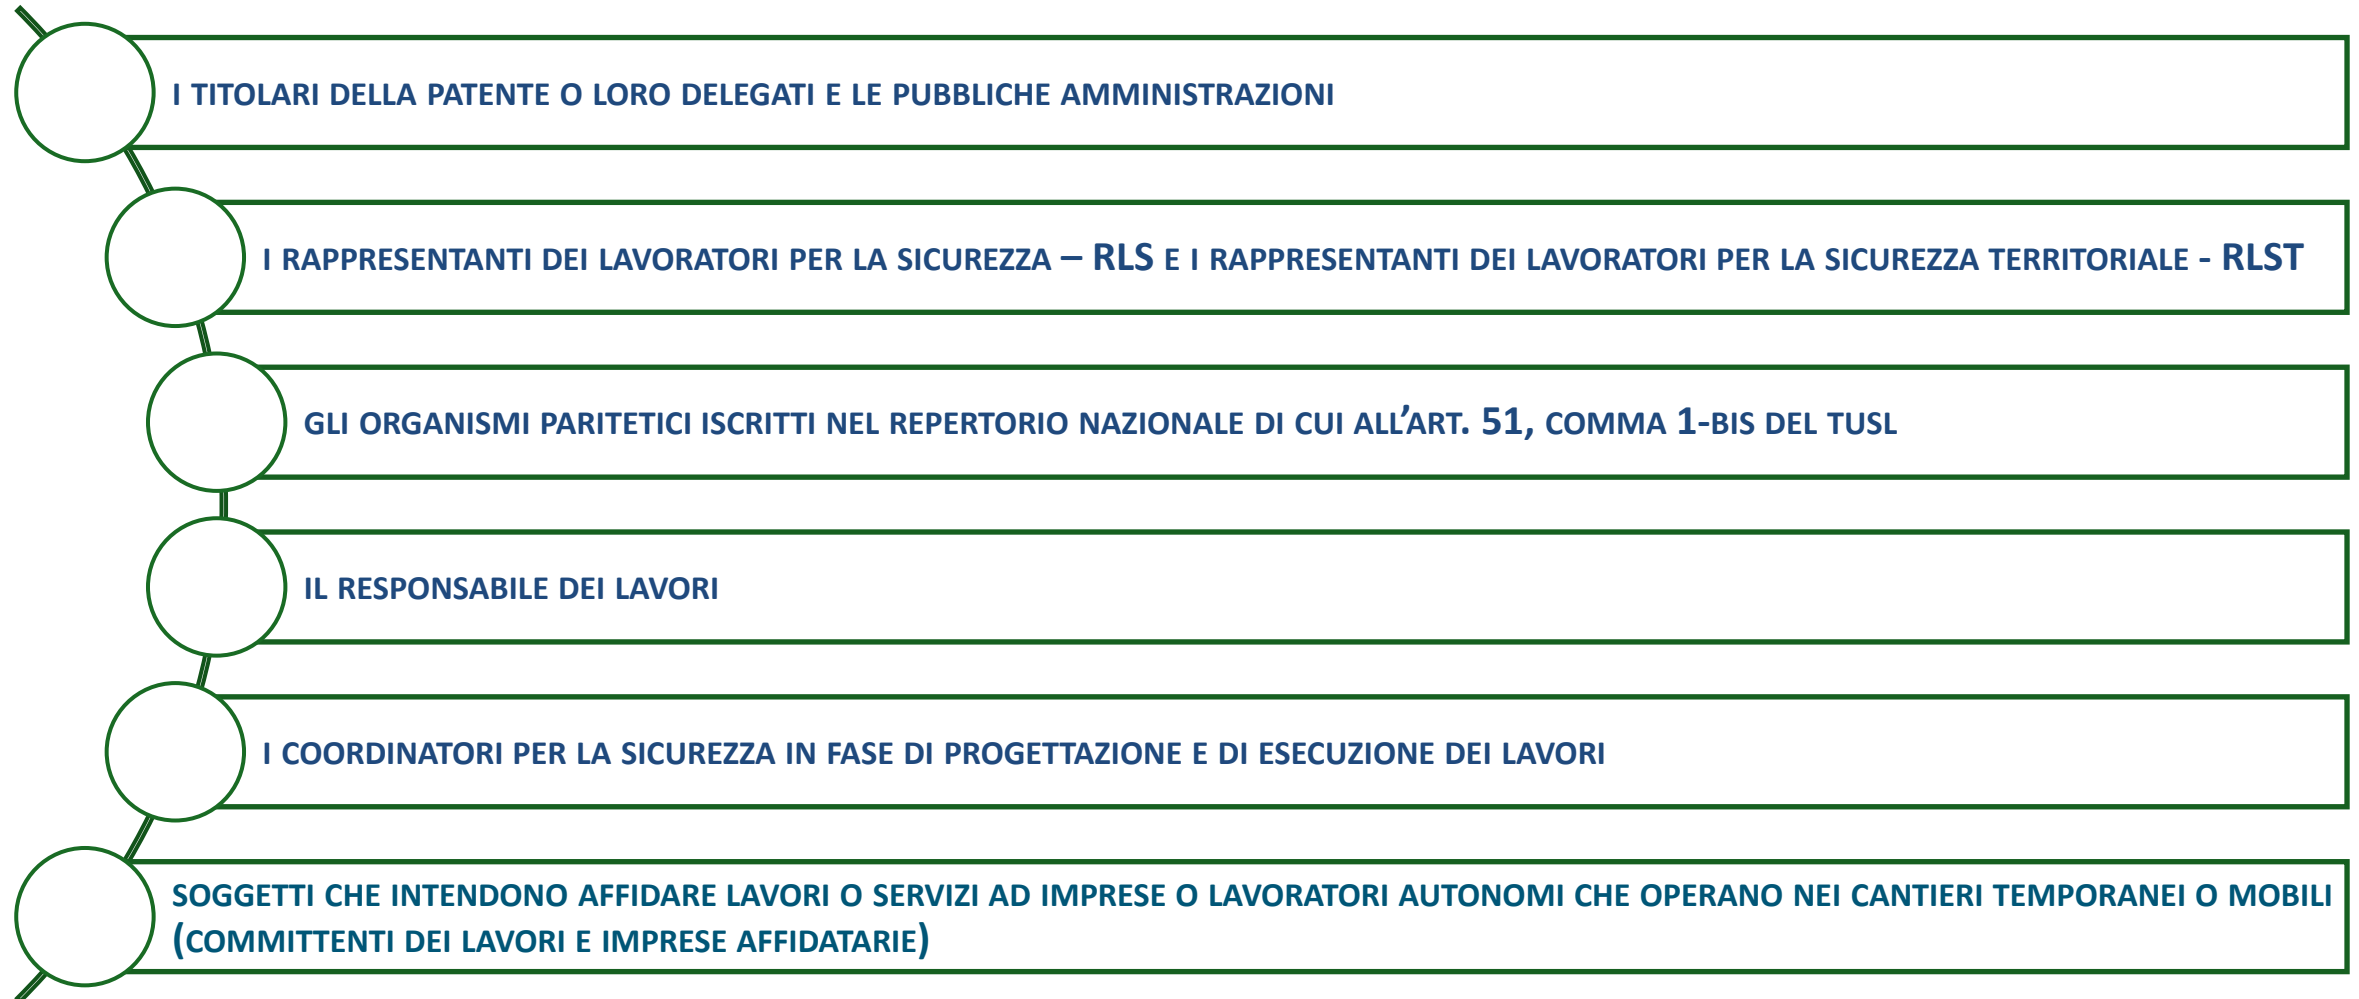 I TITOLARI DELLA PATENTE O LORO DELEGATI E LE PUBBLICHE AMMINISTRAZIONI
I RAPPRESENTANTI DEI LAVORATORI PER LA SICUREZZA – RLS E I RAPPRESENTANTI DEI LAVORATORI PER LA SICUREZZA TERRITORIALE - RLST
GLI ORGANISMI PARITETICI ISCRITTI NEL REPERTORIO NAZIONALE DI CUI ALL’ART. 51, COMMA 1-BIS DEL TUSL
IL RESPONSABILE DEI LAVORI
I COORDINATORI PER LA SICUREZZA IN FASE DI PROGETTAZIONE E DI ESECUZIONE DEI LAVORI
SOGGETTI CHE INTENDONO AFFIDARE LAVORI O SERVIZI AD IMPRESE O LAVORATORI AUTONOMI CHE OPERANO NEI CANTIERI TEMPORANEI O MOBILI
(COMMITTENTI DEI LAVORI E IMPRESE AFFIDATARIE)